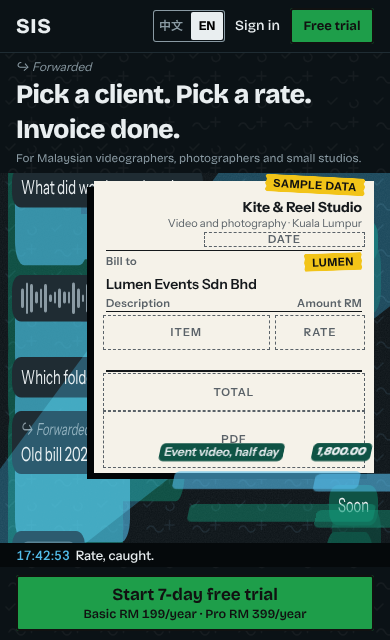 SIS
中文 EN Sign in Free trial
↪ Forwarded
Pick a client. Pick a rate.
Invoice done.
For Malaysian videographers, photographers and small studios.
What did we
SAMPLE DATA
Kite & Reel Studio
Video and photography · Kuala Lumpur
DATE
Bill to
LUMEN
Lumen Events Sdn Bhd
Description Amount RM
ITEM RATE
Which fold
TOTAL
↪ Forwarded
PDF
Old bill 202
Event video, half day 1,800.00
Soon
17:42:53 Rate, caught.
Start 7-day free trial
Basic RM 199/year · Pro RM 399/year